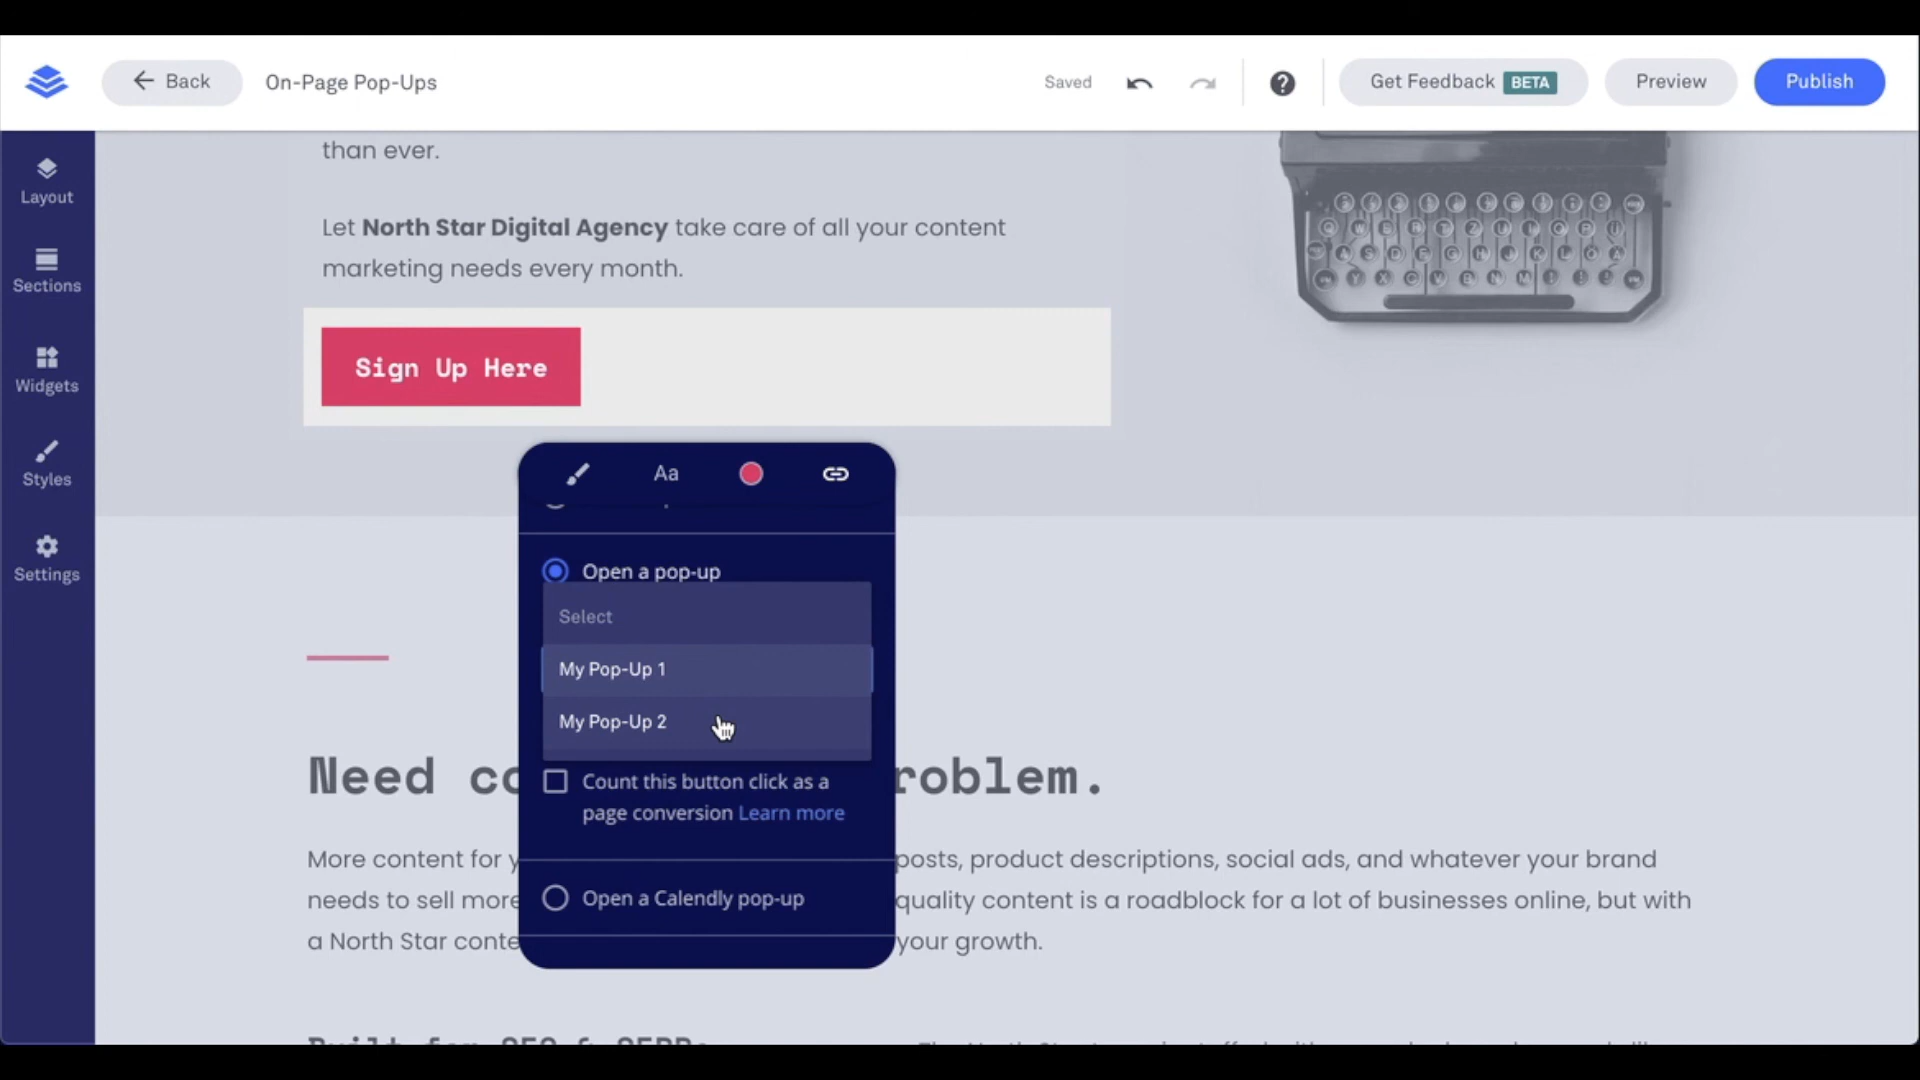 Back
On-Page Pop-Ups
Saved
Get Feedback BETA
Preview
Publish
Layout
Sections
Widgets
Styles
Settings
than ever.
Let North Star Digital Agency take care of all your content
marketing needs every month.
Sign Up Here
Aa
Open a pop-up
Select
My Pop-Up 1
My Pop-Up 2
Count this button click as a
page conversion Learn more
Open a Calendly pop-up
Need co roblem.
More content for y posts, product descriptions, social ads, and whatever your brand
needs to sell more quality content is a roadblock for a lot of businesses online, but with
a North Star conte your growth.